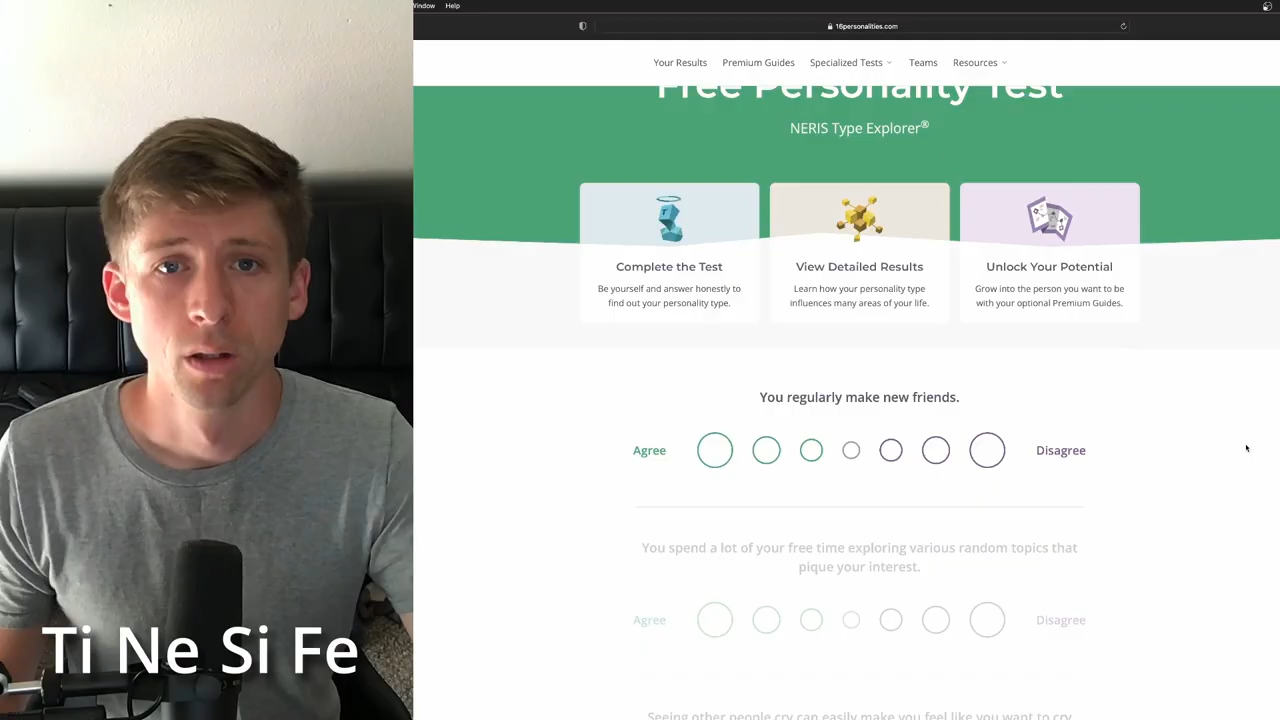 Window Help
16personalities.com
Your Results Premium Guides Specialized Tests Teams Resources
Free Personality Test
NERIS Type Explorer®
Complete the Test
Be yourself and answer honestly to
find out your personality type.
View Detailed Results
Learn how your personality type
influences many areas of your life.
Unlock Your Potential
Grow into the person you want to be
with your optional Premium Guides.
You regularly make new friends.
Agree Disagree
You spend a lot of your free time exploring various random topics that
pique your interest.
Agree Disagree
Seeing other people cry can easily make you feel like you want to cry
Ti Ne Si Fe